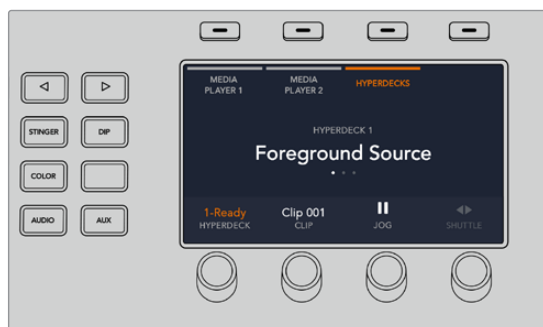 MEDIA
PLAYER 1
MEDIA
PLAYER 2
HYPERDECKS
STINGER
DIP
HYPERDECK 1
Foreground Source
COLOR
1-Ready
HYPERDECK
Clip 001
CLIP
JOG
SHUTTLE
AUDIO
AUX